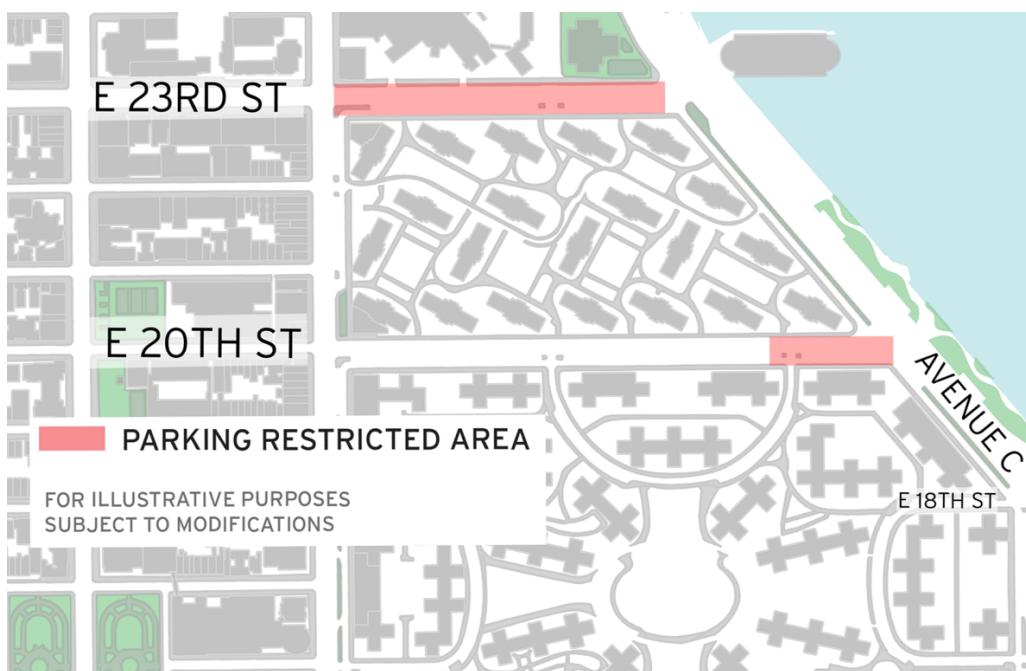 E 23RD ST
E 20TH ST
AVENUE C
PARKING RESTRICTED AREA
E 18TH ST
FOR ILLUSTRATIVE PURPOSES
SUBJECT TO MODIFICATIONS